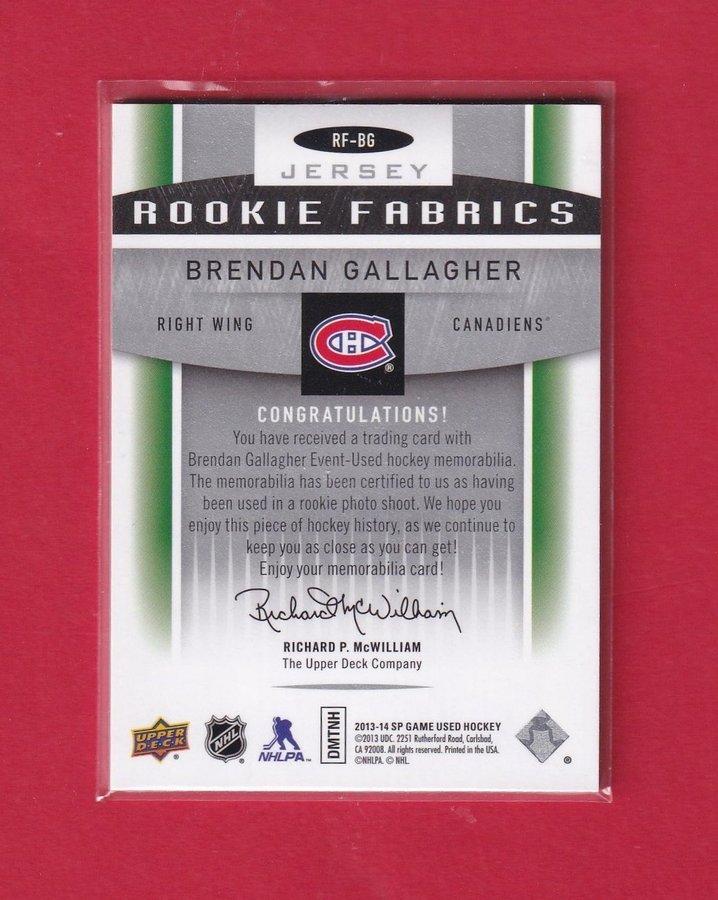 RF-BG
JERSEY
ROOKIE FABRICS
BRENDAN GALLAGHER
RIGHT WING
CANADIENS®
CH
®
CONGRATULATIONS!
You have received a trading card with
Brendan Gallagher Event-Used hockey memorabilia.
The memorabilia has been certified to us as having
been used in a rookie photo shoot. We hope you
enjoy this piece of hockey history, as we continue to
keep you as close as you can get!
Enjoy your memorabilia card!
Richard McWilliam
RICHARD P. McWILLIAM
The Upper Deck Company
UPPER DECK®
NHL®
NHLPA™
DMTNH
2013-14 SP GAME USED HOCKEY
©2013 UDC. 2251 Rutherford Road, Carlsbad,
CA 92008. All rights reserved. Printed in the USA.
©NHLPA. © NHL.
®